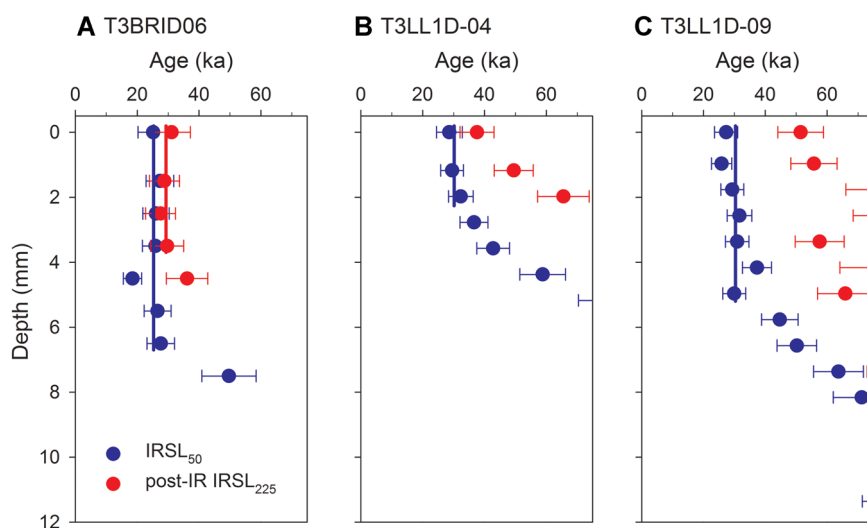 A T3BRID06
B T3LL1D-04
C T3LL1D-09
Age (ka)
Age (ka)
Age (ka)
0 20 40 60
0 20 40 60
0 20 40 60
Depth (mm)
0
2
4
6
8
10
12
IRSL50
post-IR IRSL225